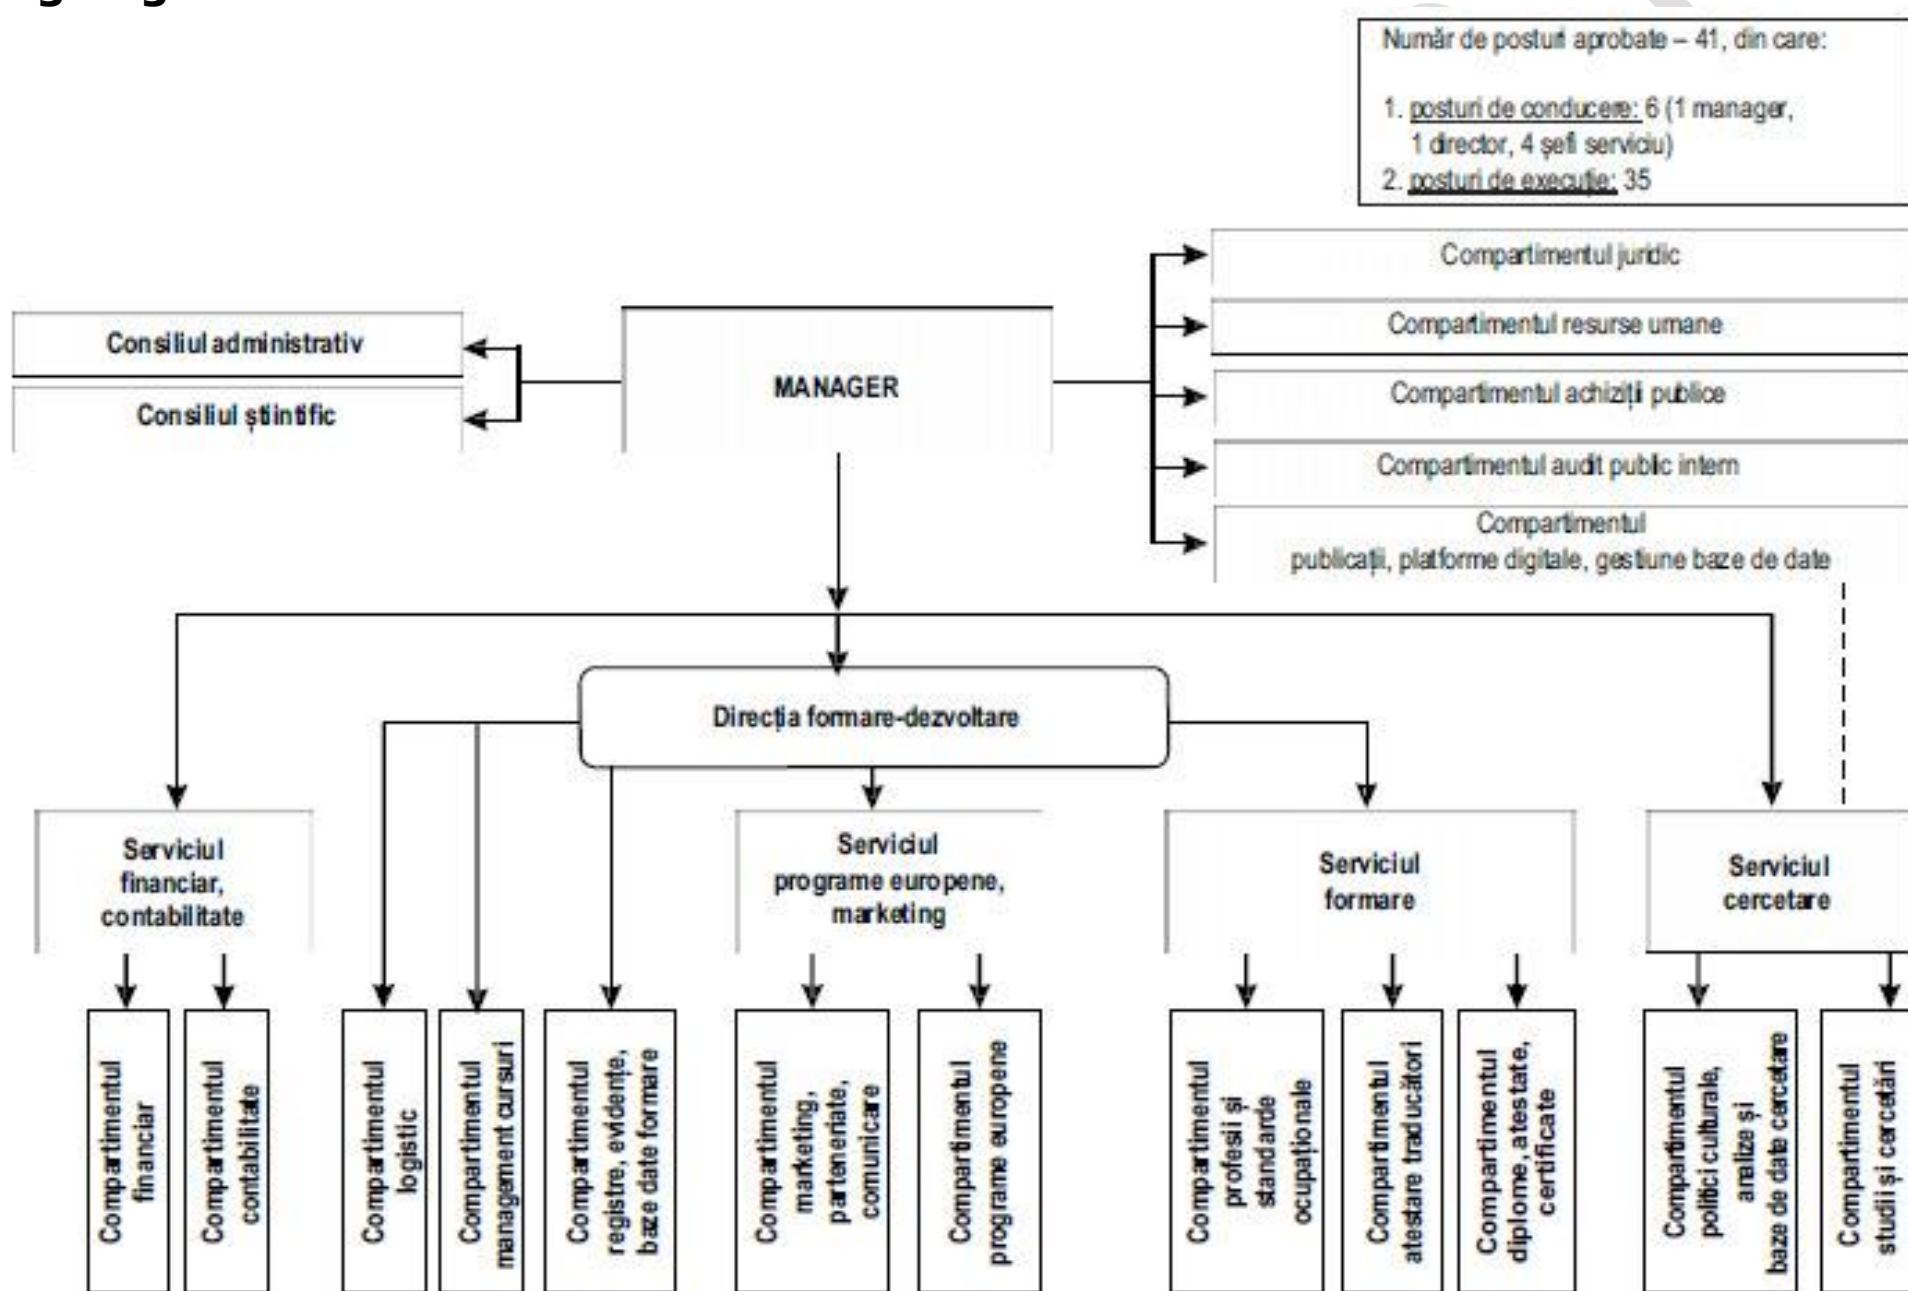 Număr de posturi aprobate – 41, din care:
1. posturi de conducere: 6 (1 manager,
1 director, 4 șefi serviciu)
2. posturi de execuție: 35
Compartimentul juridic
Compartimentul resurse umane
Compartimentul achiziții publice
Compartimentul audit public intern
Compartimentul
publicații, platforme digitale, gestiune baze de date
Consiliul administrativ
Consiliul științific
MANAGER
Direcția formare-dezvoltare
Serviciul
financiar,
contabilitate
Serviciul
programe europene,
marketing
Serviciul
formare
Serviciul
cercetare
Compartimentul
financiar
Compartimentul
contabilitate
Compartimentul
logistic
Compartimentul
management cursuri
Compartimentul
registre, evidențe,
baze date formare
Compartimentul
marketing,
parteneriate,
comunicare
Compartimentul
programe europene
Compartimentul
profesii și
standarde
ocupaționale
Compartimentul
atestare traducători
Compartimentul
diplome, atestate,
certificate
Compartimentul
politici culturale,
analize și
baze de date cercetare
Compartimentul
studii și cercetări